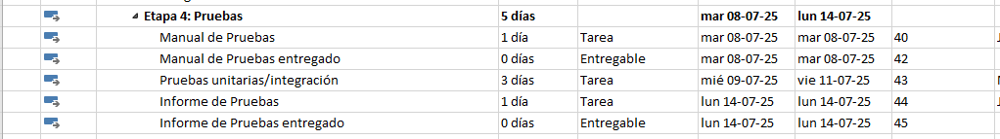 Etapa 4: Pruebas 5 días mar 08-07-25 lun 14-07-25
Manual de Pruebas 1 día Tarea mar 08-07-25 mar 08-07-25 40
Manual de Pruebas entregado 0 días Entregable mar 08-07-25 mar 08-07-25 42
Pruebas unitarias/integración 3 días Tarea mié 09-07-25 vie 11-07-25 43
Informe de Pruebas 1 día Tarea lun 14-07-25 lun 14-07-25 44
Informe de Pruebas entregado 0 días Entregable lun 14-07-25 lun 14-07-25 45